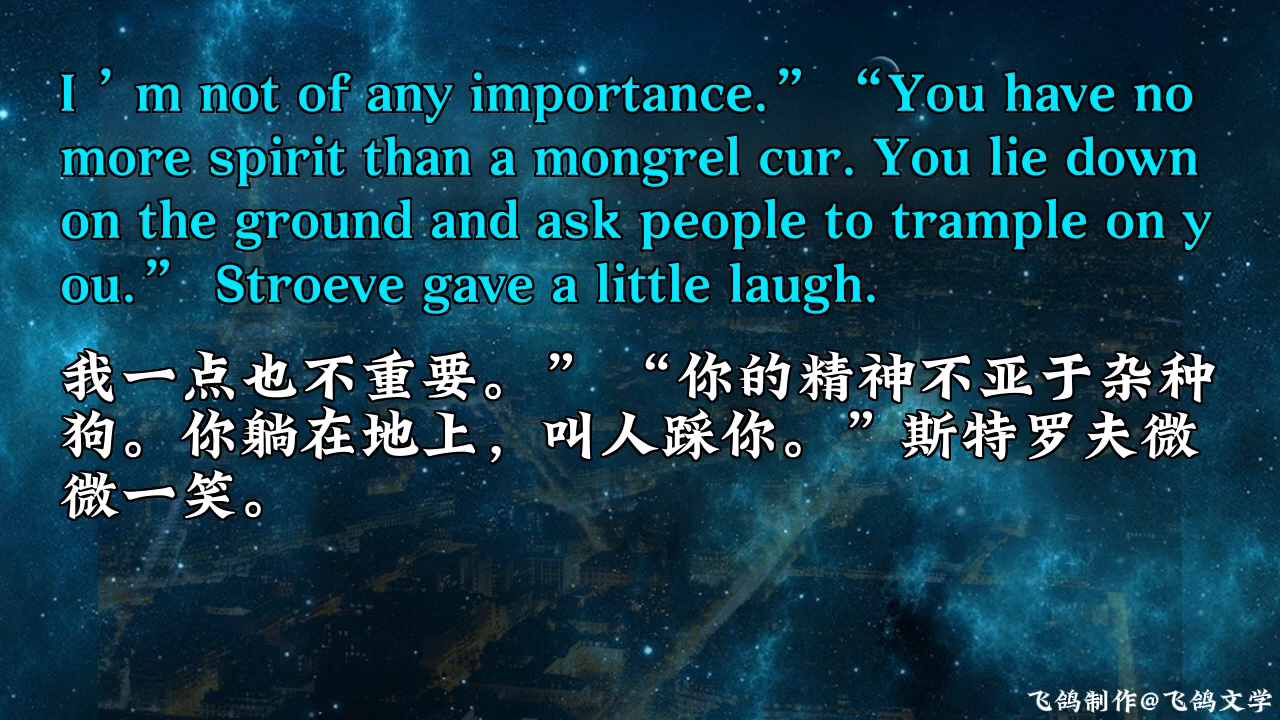 I ’ m not of any importance.” “You have no
more spirit than a mongrel cur. You lie down
on the ground and ask people to trample on y
ou.” Stroeve gave a little laugh.
我一点也不重要。” “你的精神不亚于杂种
狗。你躺在地上，叫人踩你。”斯特罗夫微
微一笑。
飞鸽制作@飞鸽文学